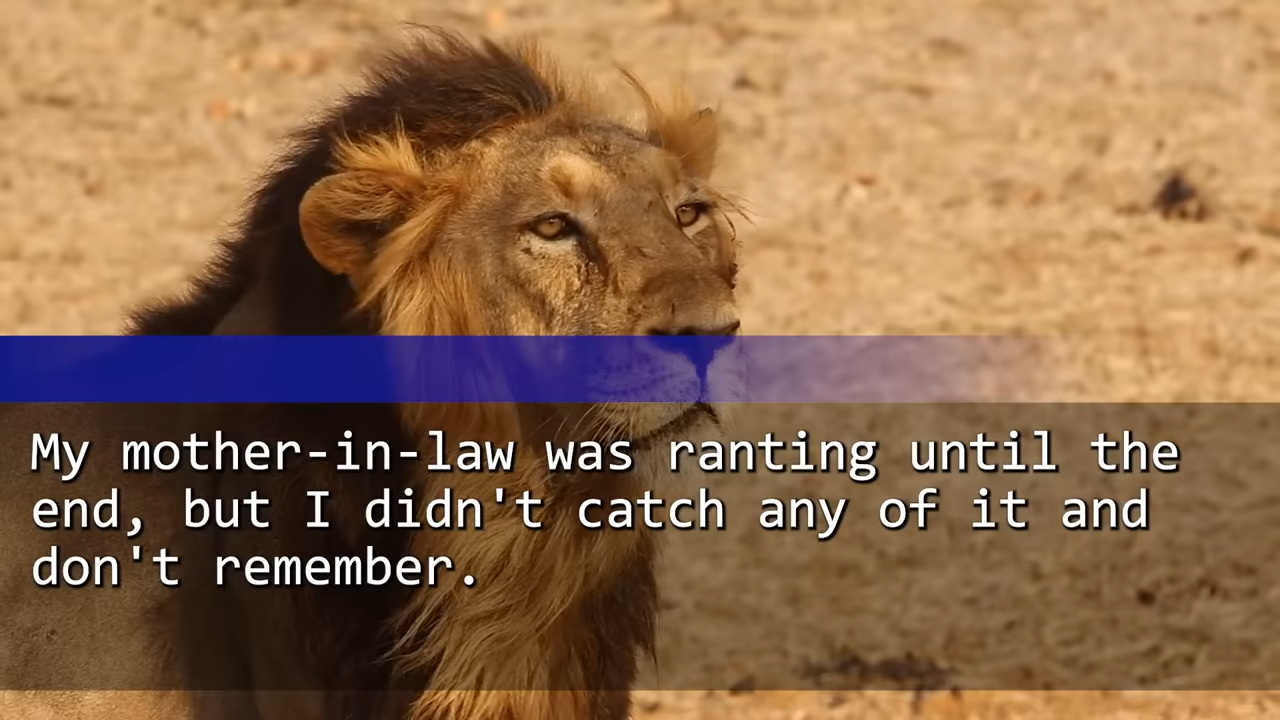 My mother-in-law was ranting until the
end, but I didn't catch any of it and
don't remember.